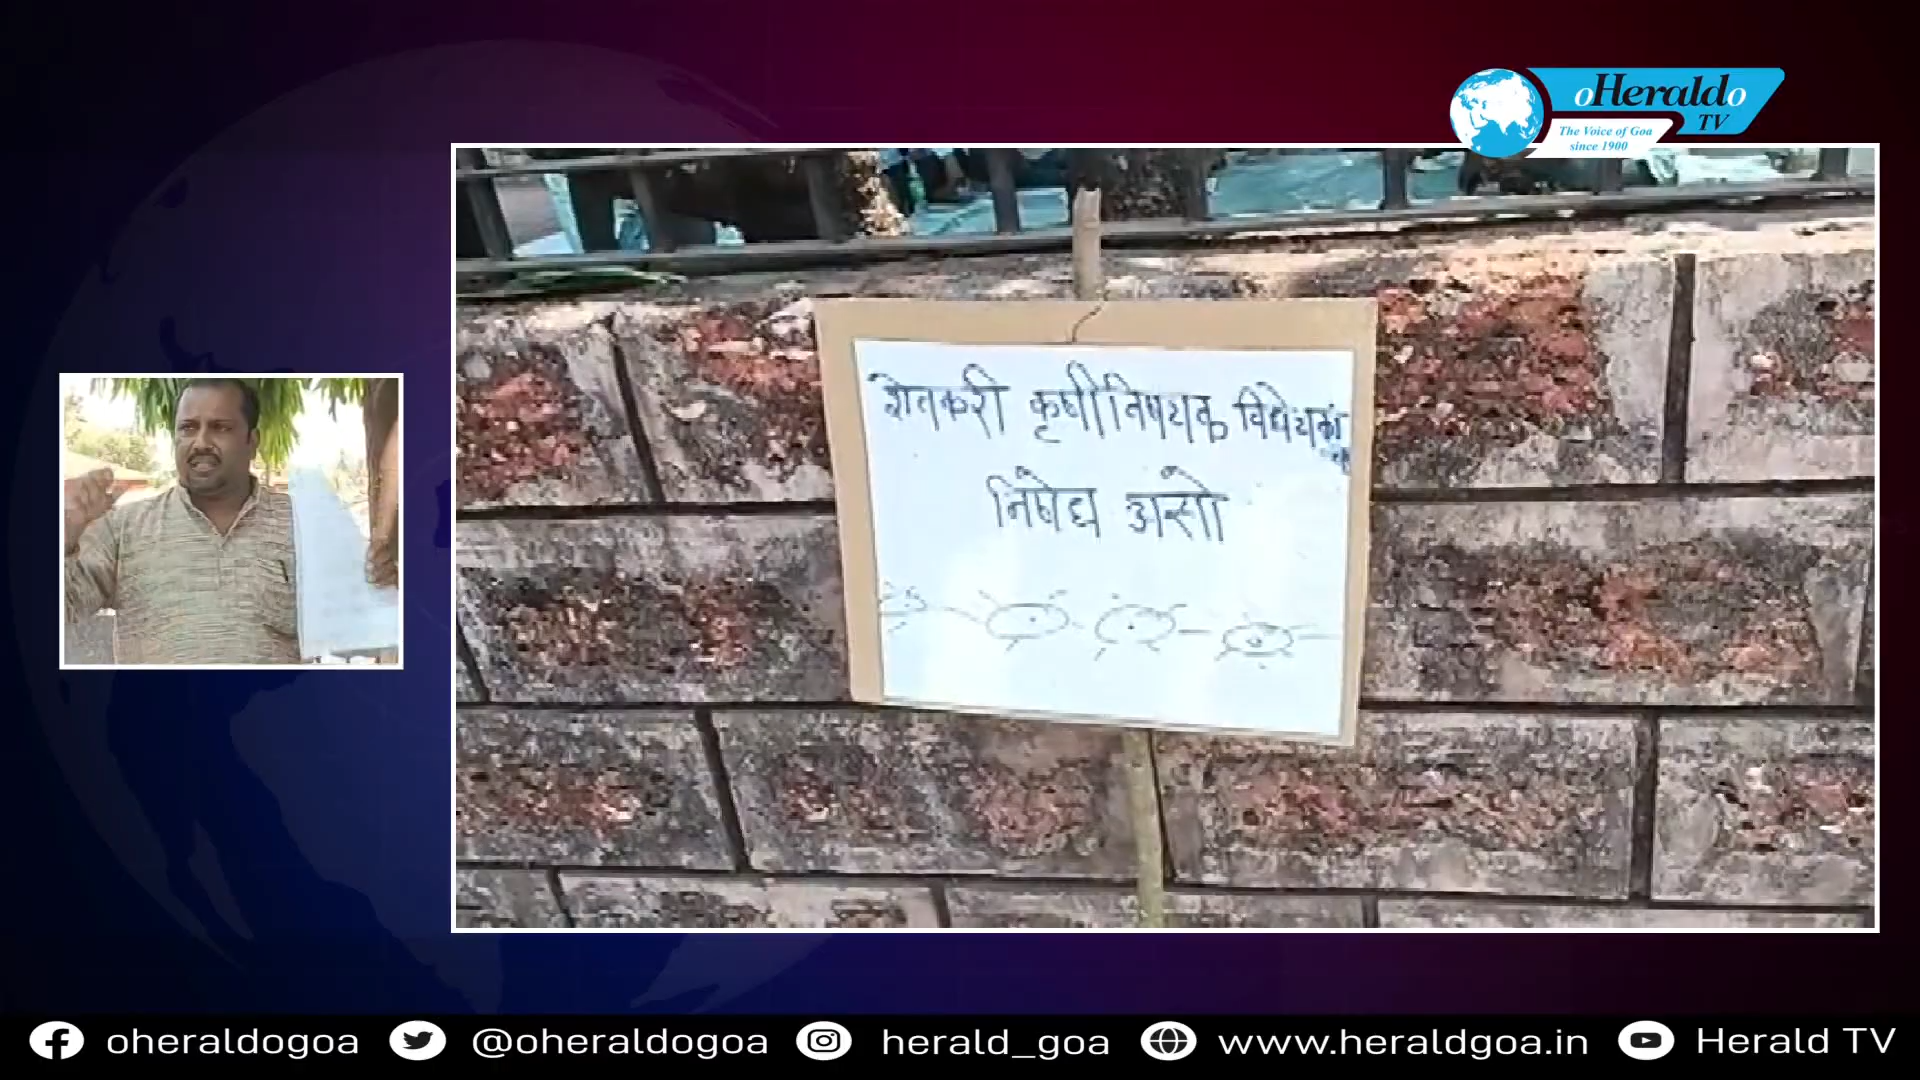 oHeraldo
TV
The Voice of Goa
since 1900
शेतकरी कृषीविषयक विधेयकां
निषेध असो
oheraldogoa
@oheraldogoa
herald_goa
www.heraldgoa.in
Herald TV